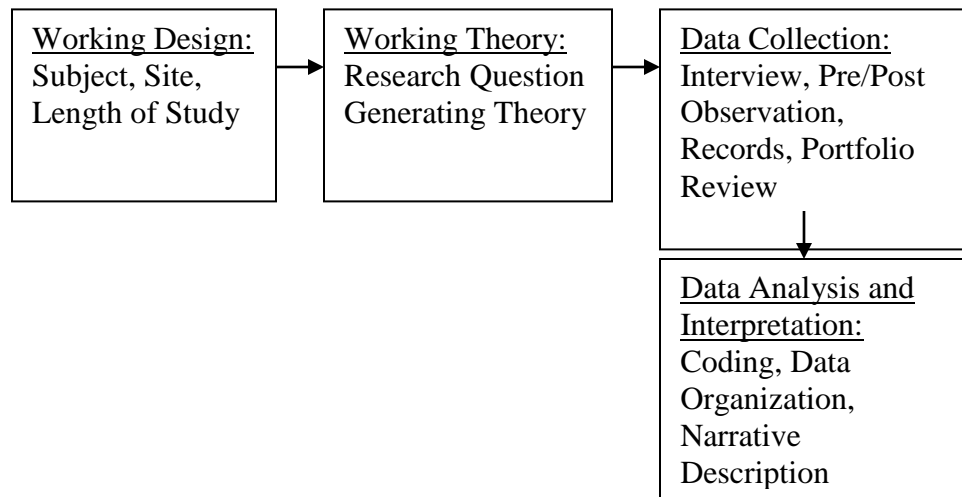 Working Design:
Subject, Site,
Length of Study
Working Theory:
Research Question
Generating Theory
Data Collection:
Interview, Pre/Post
Observation,
Records, Portfolio
Review
Data Analysis and
Interpretation:
Coding, Data
Organization,
Narrative
Description